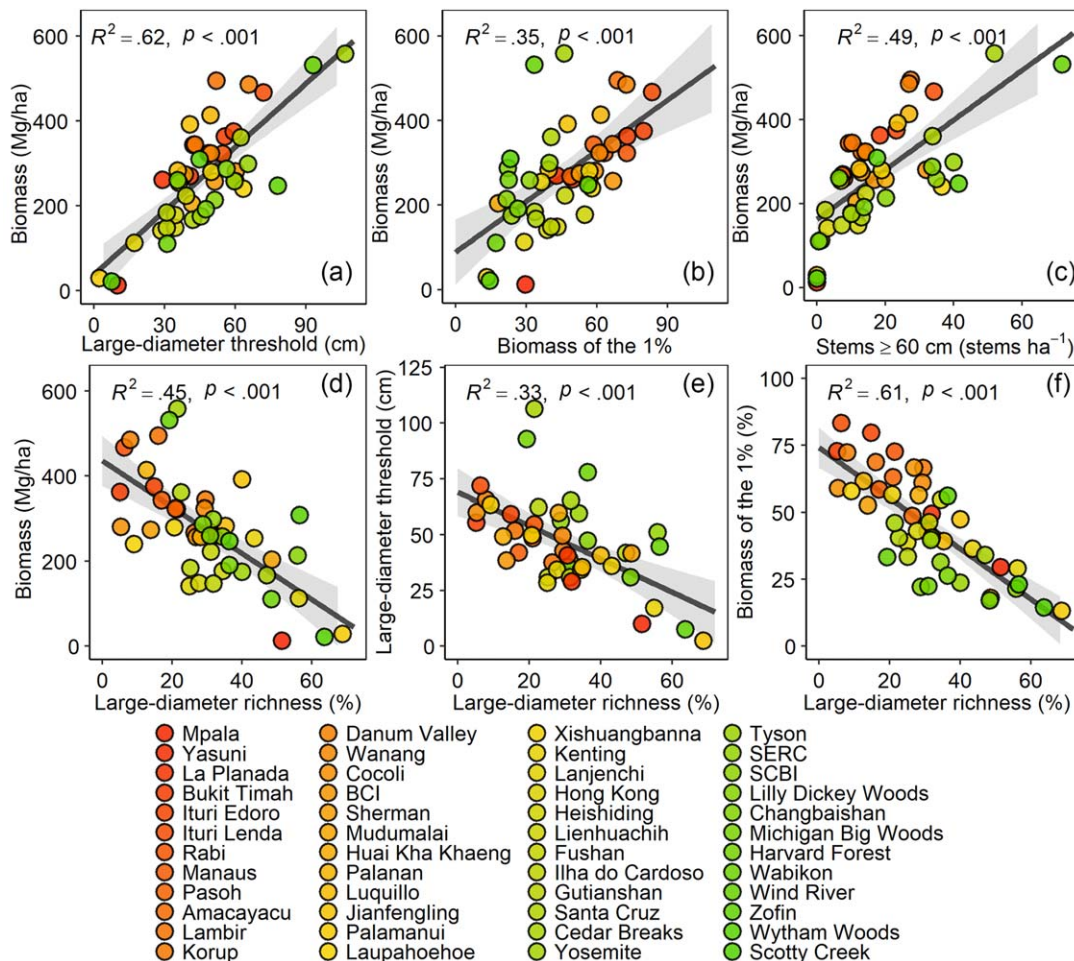 R² = .62, p < .001
Biomass (Mg/ha)
600
400
200
0
(a)
0 30 60 90
Large-diameter threshold (cm)
R² = .35, p < .001
Biomass (Mg/ha)
600
400
200
0
(b)
0 30 60 90
Biomass of the 1%
R² = .49, p < .001
Biomass (Mg/ha)
600
400
200
0
(c)
0 20 40 60
Stems ≥ 60 cm (stems ha⁻¹)
(d)
R² = .45, p < .001
Biomass (Mg/ha)
600
400
200
0
0 20 40 60
Large-diameter richness (%)
(e)
R² = .33, p < .001
Large-diameter threshold (cm)
125
100
75
50
25
0
0 20 40 60
Large-diameter richness (%)
(f)
R² = .61, p < .001
Biomass of the 1% (%)
100
75
50
25
0
0 20 40 60
Large-diameter richness (%)
Mpala
Yasuni
La Planada
Bukit Timah
Ituri Edoro
Ituri Lenda
Rabi
Manaus
Pasoh
Amacayacu
Lambir
Korup
Danum Valley
Wanang
Cocoli
BCI
Sherman
Mudumalai
Huai Kha Khaeng
Palanan
Luquillo
Jianfengling
Palamanui
Laupahoehoe
Xishuangbanna
Kenting
Lanjenchi
Hong Kong
Heishiding
Lienhuachih
Fushan
Ilha do Cardoso
Gutianshan
Santa Cruz
Cedar Breaks
Yosemite
Tyson
SERC
SCBI
Lilly Dickey Woods
Changbaishan
Michigan Big Woods
Harvard Forest
Wabikon
Wind River
Zofin
Wytham Woods
Scotty Creek